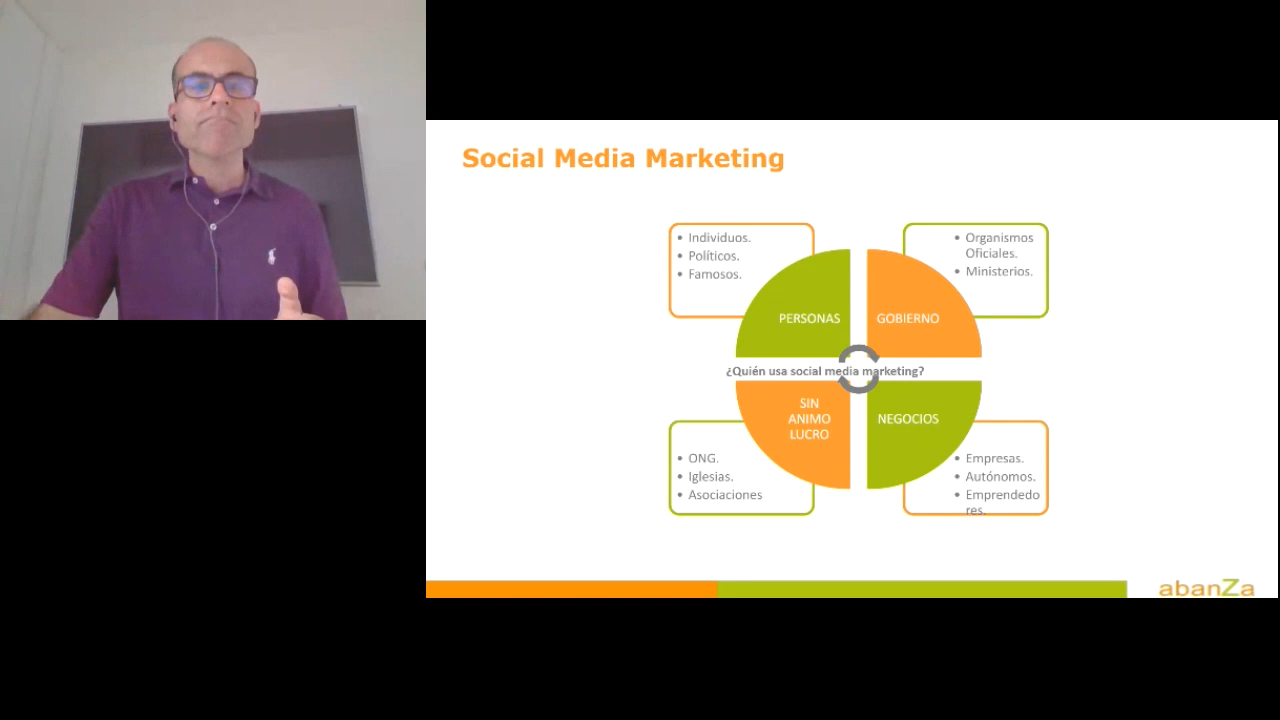 Social Media Marketing
• Individuos.
• Políticos.
• Famosos.
• Organismos
Oficiales.
• Ministerios.
PERSONAS
GOBIERNO
¿Quién usa social media marketing?
SIN
ANIMO
LUCRO
NEGOCIOS
• ONG.
• Iglesias.
• Asociaciones
• Empresas.
• Autónomos.
• Emprendedo
res.
abanZa